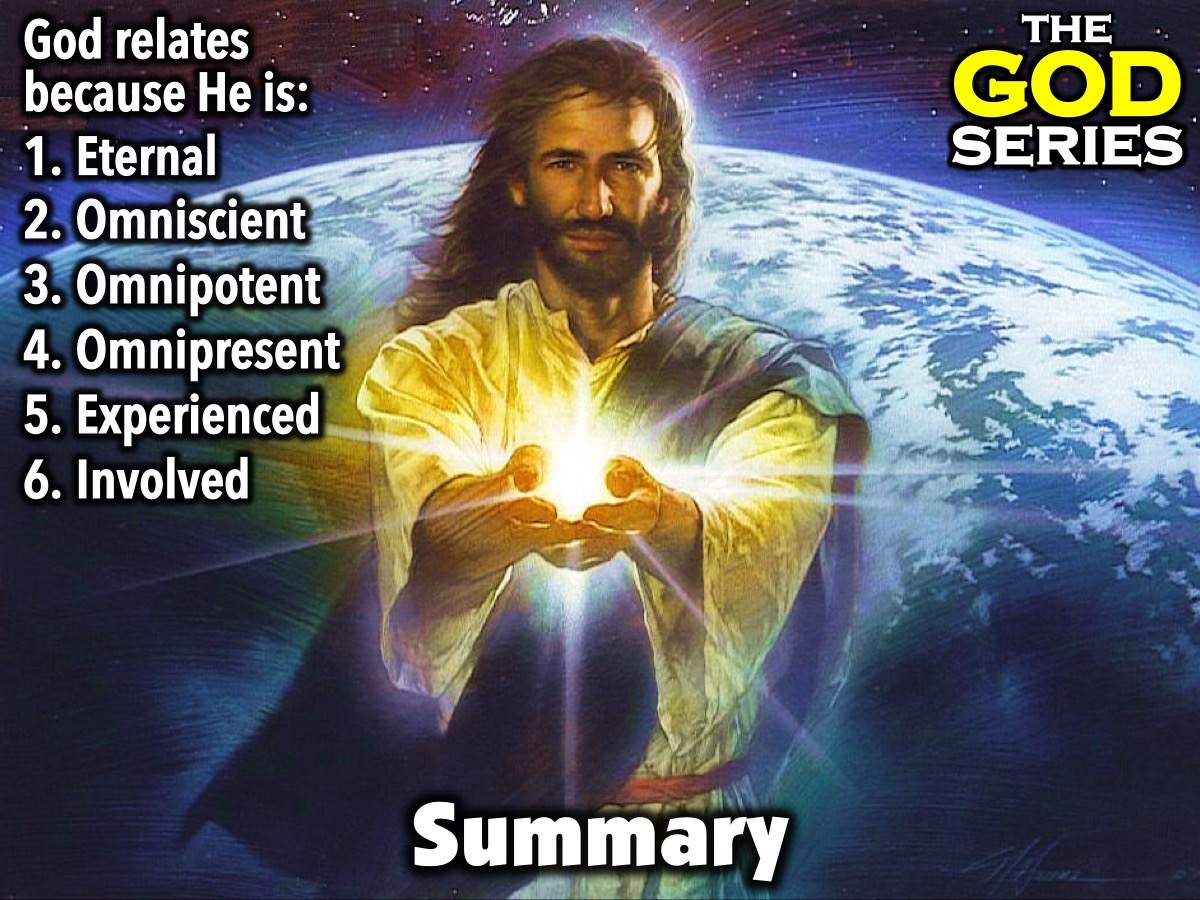 God relates
because He is:
1. Eternal
2. Omniscient
3. Omnipotent
4. Omnipresent
5. Experienced
6. Involved
THE
GOD
SERIES
Summary